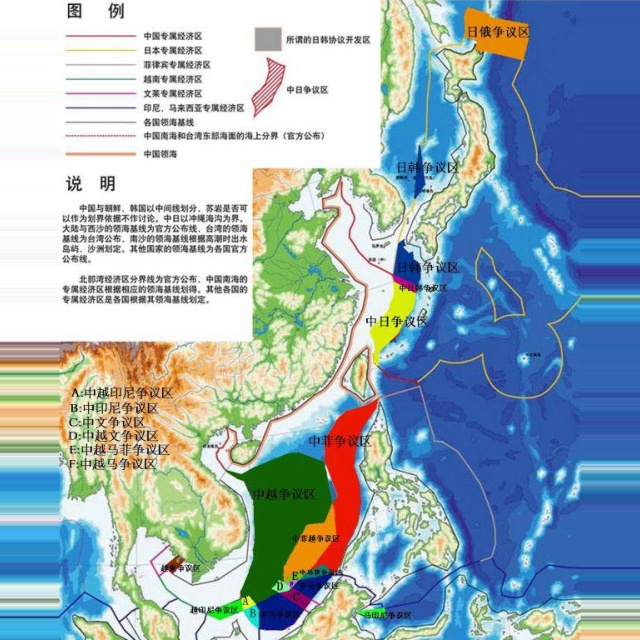 图 例
中国专属经济区
日本专属经济区
菲律宾专属经济区
越南专属经济区
文莱专属经济区
印尼、马来西亚专属经济区
各国领海基线
中国南海和台湾东部海面的海上分界（官方公布）
中国领海
所谓的日韩协议开发区
中日争议区
说 明
中国与朝鲜、韩国以中间线划分，苏岩是否可
以作为划界依据不作讨论。中日以冲绳海沟为界。
大陆与西沙的领海基线为官方公布线，台湾的领海
基线为台湾公布，南沙的领海基线根据高潮时出水
岛屿、沙洲划定。其他国家的领海基线为各国官方
公布线。
北部湾经济区分界线为官方公布，中国南海的
专属经济区根据相应的领海基线划得。其他各国的
专属经济区是各国根据其领海基线划定。
日俄争议区
日韩争议区
日韩争议区
中日韩争议区
中日争议区
A:中越印尼争议区
B:中印尼争议区
C:中文争议区
D:中越文争议区
E:中越马菲争议区
F:中越马争议区
中菲争议区
中越争议区
中菲越争议区
越柬争议区
E
D
C
A
B
越印尼争议区
中马争议区
马印尼争议区